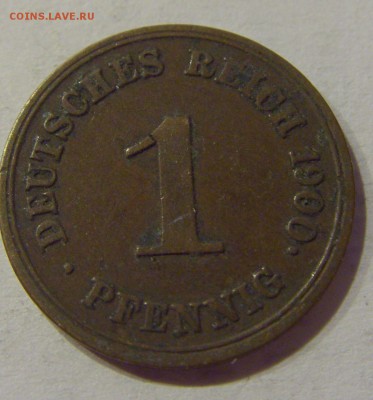 COINS.LAVE.RU
DEUTSCHES REICH 1900.
1
. PFENNIG